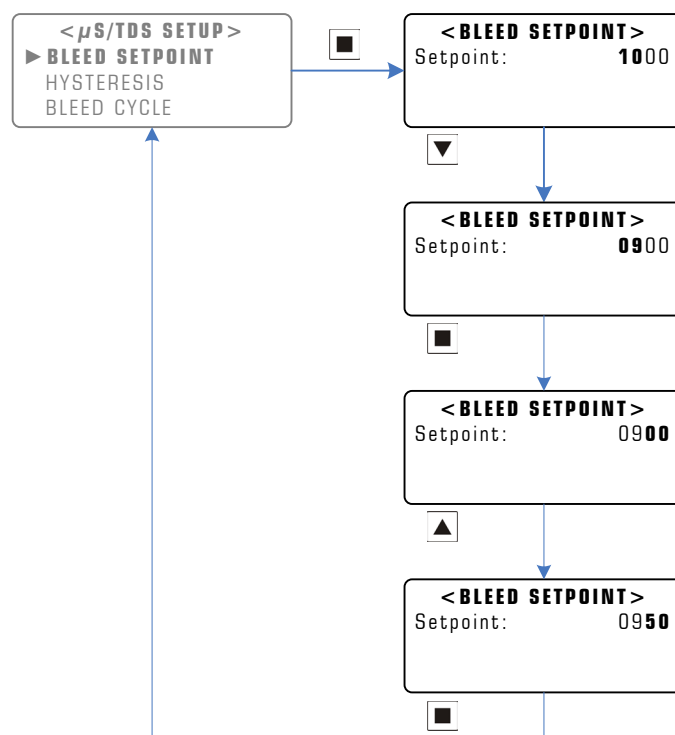 <µS/TDS SETUP>
►BLEED SETPOINT
HYSTERESIS
BLEED CYCLE
<BLEED SETPOINT>
Setpoint: 1000
<BLEED SETPOINT>
Setpoint: 0900
<BLEED SETPOINT>
Setpoint: 0900
<BLEED SETPOINT>
Setpoint: 0950